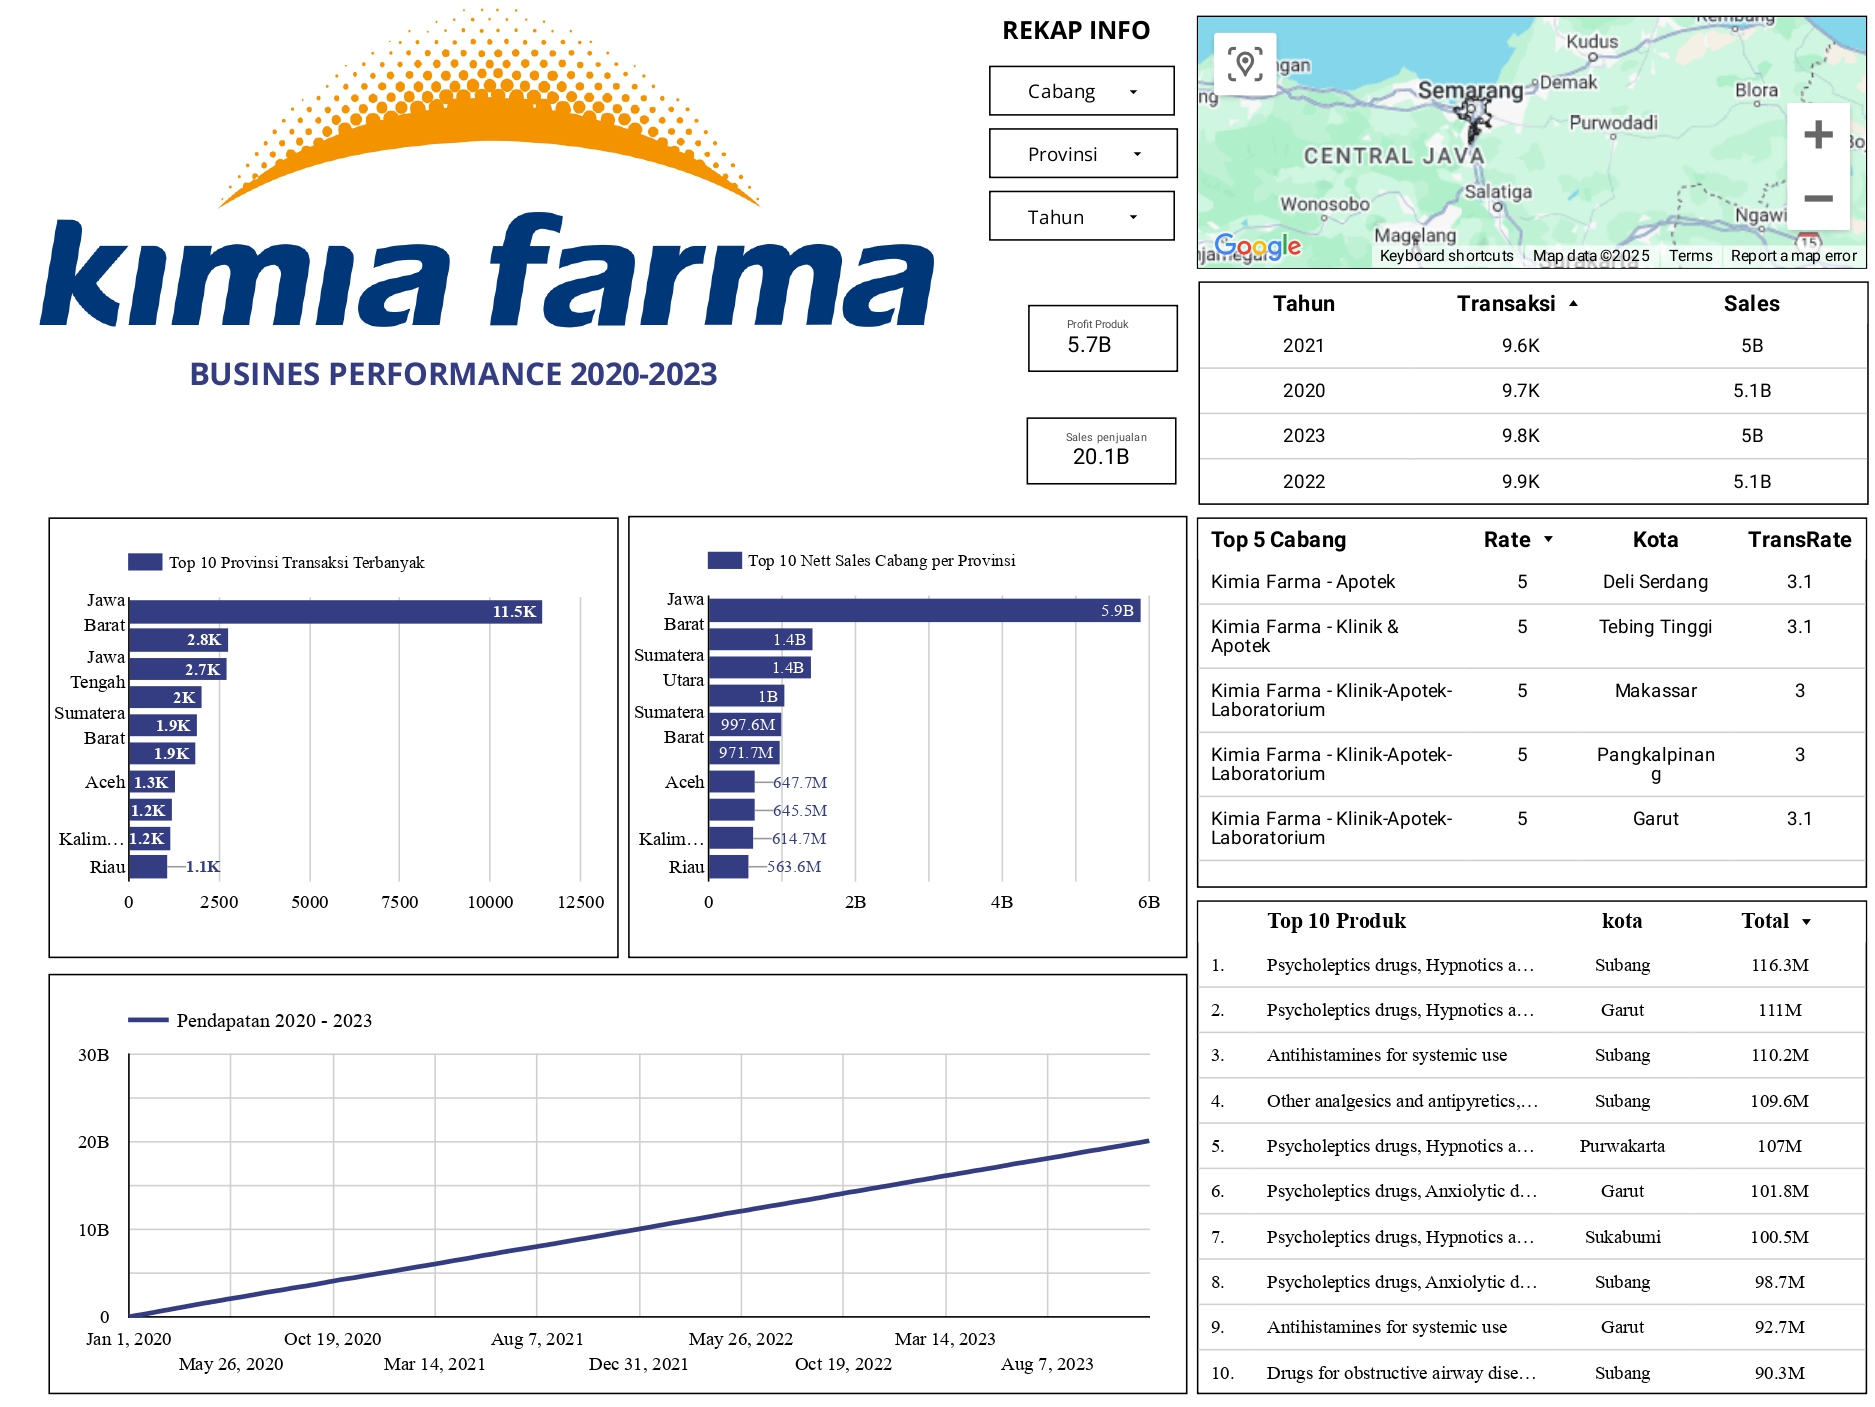 kimia farma
BUSINES PERFORMANCE 2020-2023
REKAP INFO
Cabang
Provinsi
Tahun
Profit Produk
5.7B
Sales penjualan
20.1B
Kudus
Semarang
Demak
Blora
Purwodadi
CENTRAL JAVA
Salatiga
Wonosobo
Ngawi
Magelang
15
Google
Keyboard shortcuts Map data ©2025 Terms Report a map error
Tahun Transaksi Sales
2021 9.6K 5B
2020 9.7K 5.1B
2023 9.8K 5B
2022 9.9K 5.1B
Top 10 Provinsi Transaksi Terbanyak
Jawa
Barat
11.5K
2.8K
Jawa
Tengah
2.7K
2K
Sumatera
Barat
1.9K
1.9K
Aceh 1.3K
1.2K
Kalim... 1.2K
Riau 1.1K
0 2500 5000 7500 10000 12500
Top 10 Nett Sales Cabang per Provinsi
Jawa
Barat
5.9B
1.4B
Sumatera
Utara
1.4B
1B
Sumatera
Barat
997.6M
971.7M
Aceh 647.7M
645.5M
Kalim... 614.7M
Riau 563.6M
0 2B 4B 6B
Top 5 Cabang Rate Kota TransRate
Kimia Farma - Apotek 5 Deli Serdang 3.1
Kimia Farma - Klinik & 5 Tebing Tinggi 3.1
Apotek
Kimia Farma - Klinik-Apotek- 5 Makassar 3
Laboratorium
Kimia Farma - Klinik-Apotek- 5 Pangkalpinan 3
Laboratorium g
Kimia Farma - Klinik-Apotek- 5 Garut 3.1
Laboratorium
Pendapatan 2020 - 2023
30B
20B
10B
0
Jan 1, 2020 Oct 19, 2020 Aug 7, 2021 May 26, 2022 Mar 14, 2023
May 26, 2020 Mar 14, 2021 Dec 31, 2021 Oct 19, 2022 Aug 7, 2023
Top 10 Produk kota Total
1. Psycholeptics drugs, Hypnotics a... Subang 116.3M
2. Psycholeptics drugs, Hypnotics a... Garut 111M
3. Antihistamines for systemic use Subang 110.2M
4. Other analgesics and antipyretics,... Subang 109.6M
5. Psycholeptics drugs, Hypnotics a... Purwakarta 107M
6. Psycholeptics drugs, Anxiolytic d... Garut 101.8M
7. Psycholeptics drugs, Hypnotics a... Sukabumi 100.5M
8. Psycholeptics drugs, Anxiolytic d... Subang 98.7M
9. Antihistamines for systemic use Garut 92.7M
10. Drugs for obstructive airway dise... Subang 90.3M